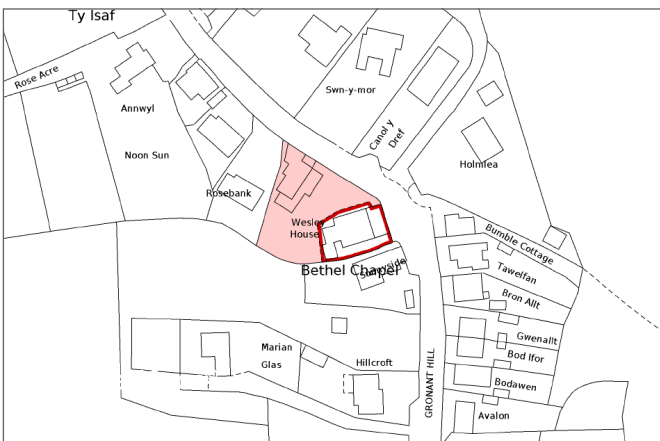 Ty Isaf
Rose Acre
Annwyl
Swn-y-mor
Canol y
Dref
Noon Sun
Holmlea
Rosebank
House
Bumble Cottage
Bethel Chapel
Tawelfan
Bron Allt
Gwenallt
Marian
Glas
Hillcroft
Bod Ifor
GRONANT HILL
Bodawen
Avalon